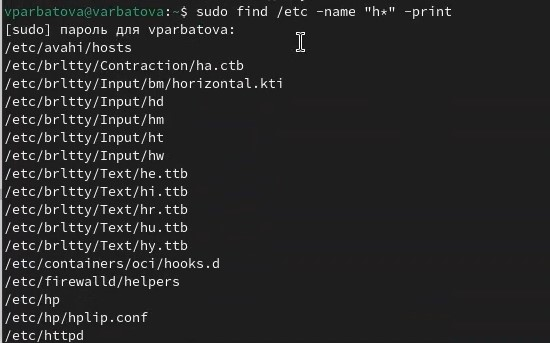 vparbatova@varbatova:~$ sudo find /etc -name "h*" -print
[sudo] пароль для vparbatova:
/etc/avahi/hosts
/etc/brltty/Contraction/ha.ctb
/etc/brltty/Input/bm/horizontal.kti
/etc/brltty/Input/hd
/etc/brltty/Input/hm
/etc/brltty/Input/ht
/etc/brltty/Input/hw
/etc/brltty/Text/he.ttb
/etc/brltty/Text/hi.ttb
/etc/brltty/Text/hr.ttb
/etc/brltty/Text/hu.ttb
/etc/brltty/Text/hy.ttb
/etc/containers/oci/hooks.d
/etc/firewalld/helpers
/etc/hp
/etc/hp/hplip.conf
/etc/httpd